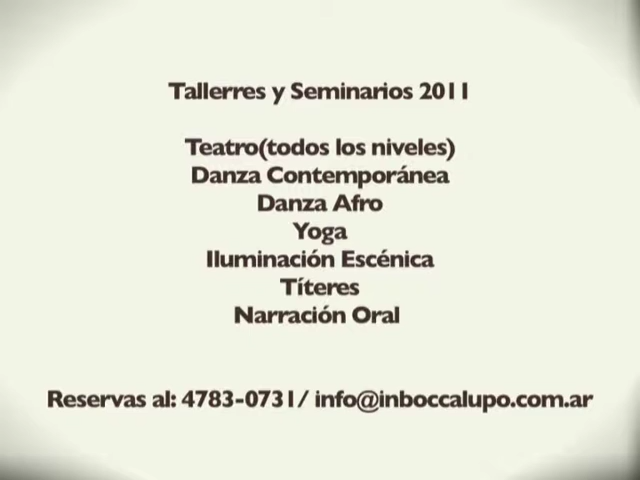 Tallerres y Seminarios 2011
Teatro(todos los niveles)
Danza Contemporánea
Danza Afro
Yoga
Iluminación Escénica
Títeres
Narración Oral
Reservas al: 4783-0731/ info@inboccalupo.com.ar